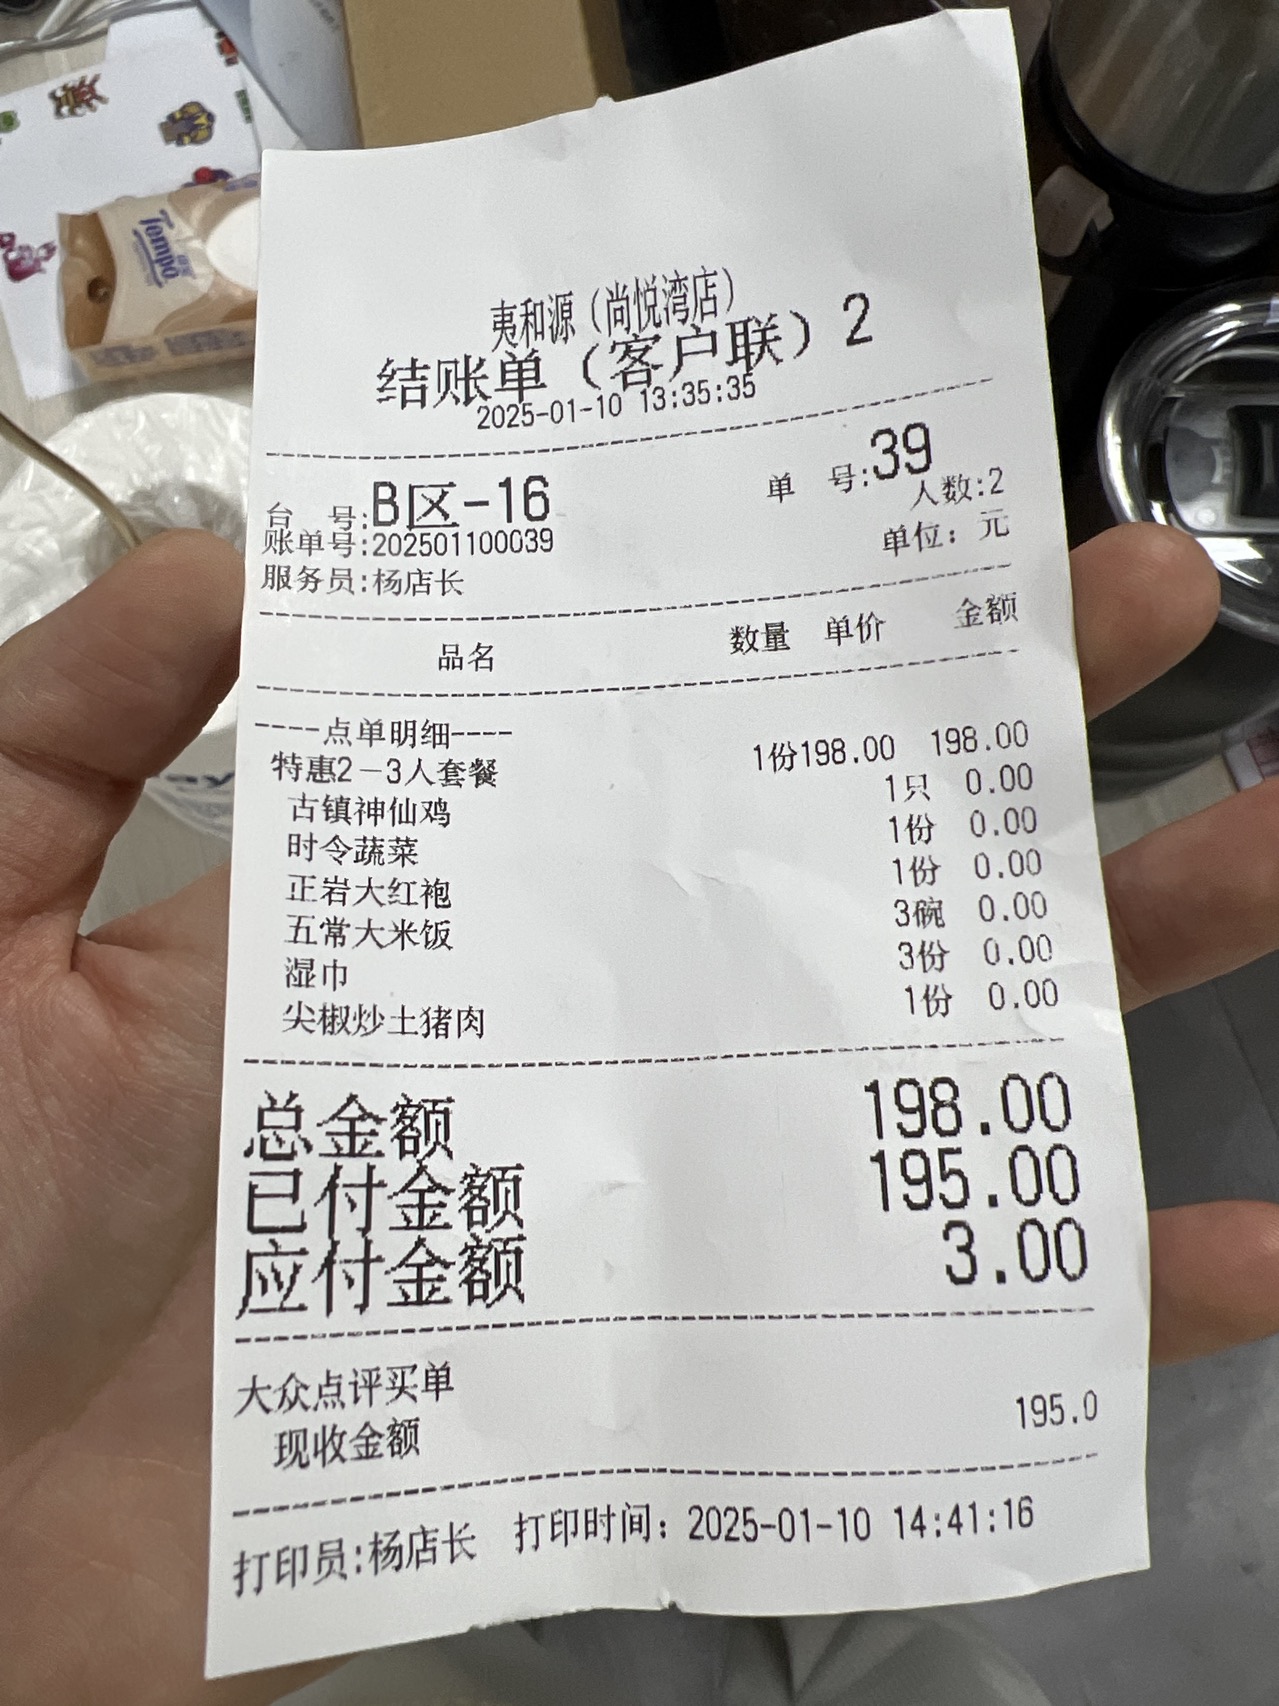 Tempo
夷和源（尚悦湾店）
结账单（客户联）2
2025-01-10 13:35:35
台 号:B区-16 单 号:39
账单号:202501100039 人数:2
服务员:杨店长 单位：元
品名 数量 单价 金额
----点单明细----
特惠2－3人套餐 1份198.00 198.00
古镇神仙鸡 1只 0.00
时令蔬菜 1份 0.00
正岩大红袍 1份 0.00
五常大米饭 3碗 0.00
湿巾 3份 0.00
尖椒炒土猪肉 1份 0.00
总金额 198.00
已付金额 195.00
应付金额 3.00
大众点评买单
现收金额 195.0
打印员:杨店长 打印时间：2025-01-10 14:41:16